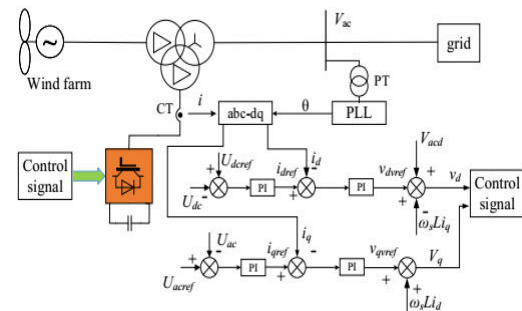 V_ac
grid
Wind farm
PT
CT
i
abc-dq
θ
PLL
Control signal
U_dcref
i_d
V_acd
U_dc
PI
i_dref
PI
v_dvref
v_d
Control signal
ω_sLi_q
U_ac
i_q
U_acref
PI
i_qref
PI
v_qvref
V_q
ω_sLi_d